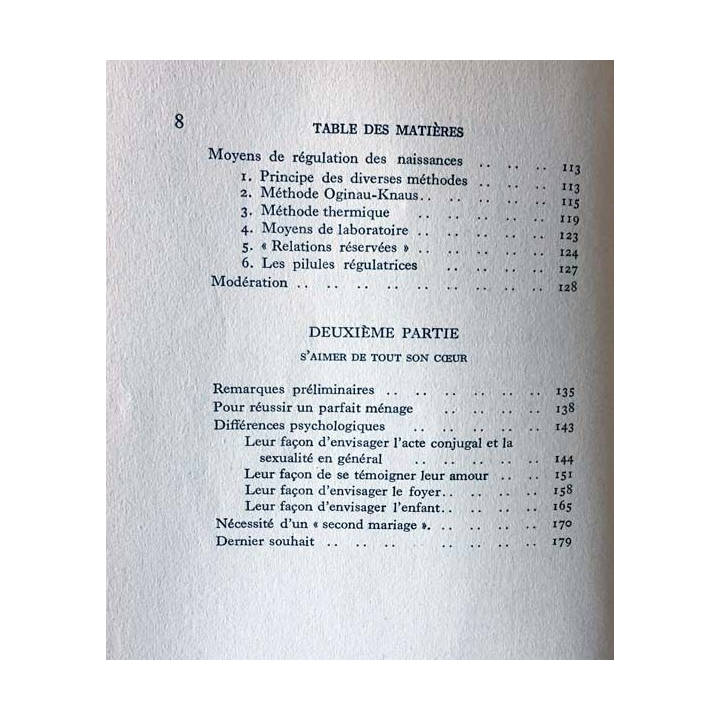 8
TABLE DES MATIÈRES
Moyens de régulation des naissances .. .. .. 113
1. Principe des diverses méthodes .. .. .. 113
2. Méthode Oginau-Knaus.. .. .. .. .. 115
3. Méthode thermique .. .. .. .. .. 119
4. Moyens de laboratoire .. .. .. .. .. 123
5. « Relations réservées » .. .. .. .. .. 124
6. Les pilules régulatrices .. .. .. .. 127
Modération .. .. .. .. .. .. .. .. .. 128
DEUXIÈME PARTIE
S'AIMER DE TOUT SON CŒUR
Remarques préliminaires .. .. .. .. .. .. 135
Pour réussir un parfait ménage .. .. .. .. 138
Différences psychologiques .. .. .. .. .. 143
Leur façon d'envisager l'acte conjugal et la
sexualité en général .. .. .. .. .. 144
Leur façon de se témoigner leur amour .. .. 151
Leur façon d'envisager le foyer.. .. .. .. 158
Leur façon d'envisager l'enfant.. .. .. .. 165
Nécessité d'un « second mariage ». .. .. .. .. 170
Dernier souhait .. .. .. .. .. .. .. 179